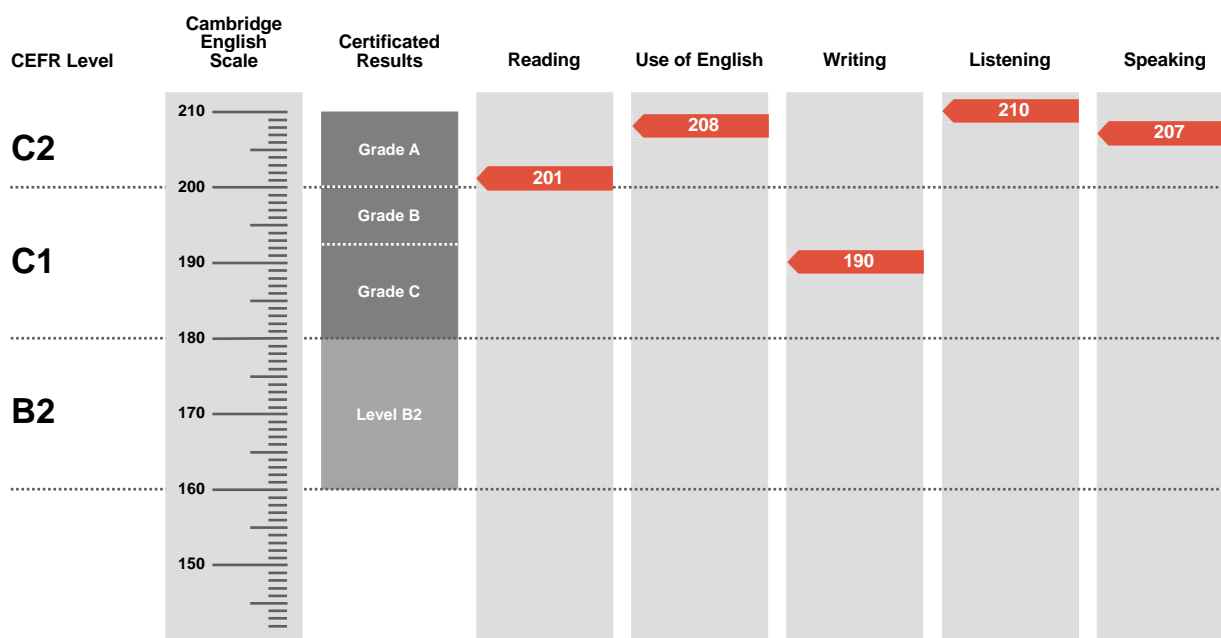 CEFR Level
Cambridge
English
Scale
Certificated
Results
Reading
Use of English
Writing
Listening
Speaking
C2
C1
B2
210
200
190
180
170
160
150
Grade A
Grade B
Grade C
Level B2
201
208
190
210
207